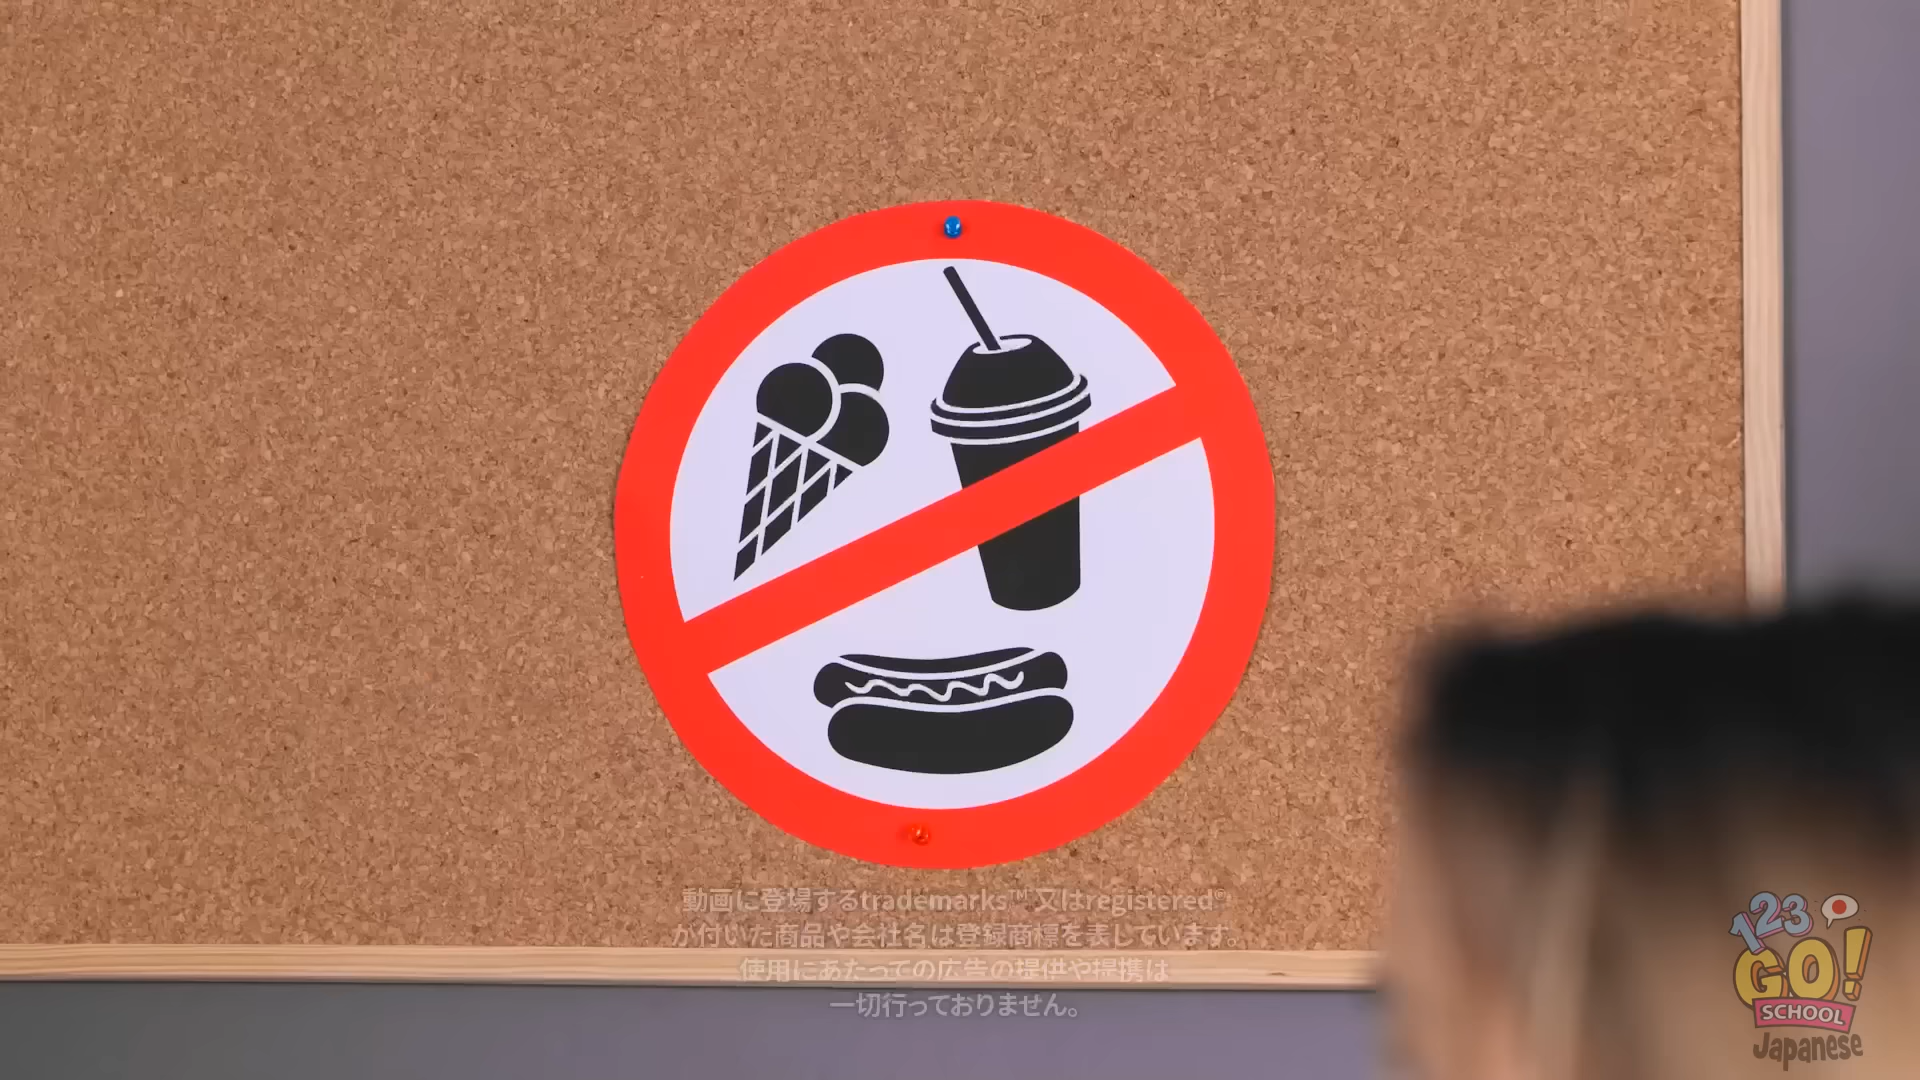 動画に登場するtrademarks™ 又はregistered®
が付いた商品や会社名は登録商標を表しています。
使用にあたっての広告の提供や提携は
一切行っておりません。
123
GO!
SCHOOL
Japanese